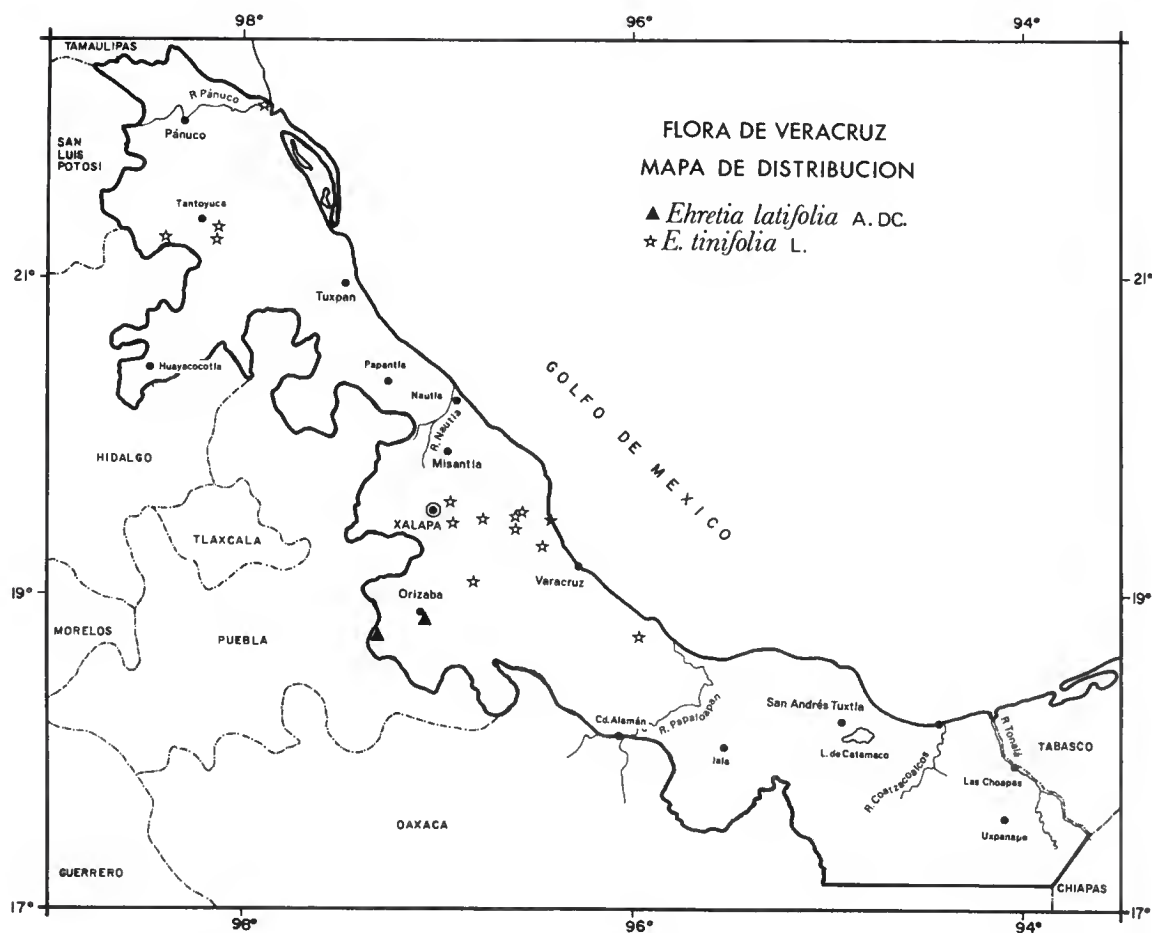 98°
96°
94°
TAMAULIPAS
R. Pánuco
Pánuco
SAN
LUIS
POTOSÍ
FLORA DE VERACRUZ
MAPA DE DISTRIBUCION
▲ Ehretia latifolia A. DC.
☆ E. tinifolia L.
Tantoyuca
21°
21°
Tuxpan
Huayacocotla
Papantla
Nautla
R. Nautla
GOLFO DE MEXICO
HIDALGO
Misantla
XALAPA
TLAXCALA
19°
Veracruz
19°
Orizaba
MORELOS
PUEBLA
San Andrés Tuxtla
Cd. Alemán
R. Papaloapan
R. Tonalá
TABASCO
Isla
L. de Catemaco
R. Coatzacoalcos
Las Choapas
OAXACA
Uxpanapa
GUERRERO
CHIAPAS
17°
17°
98°
96°
94°